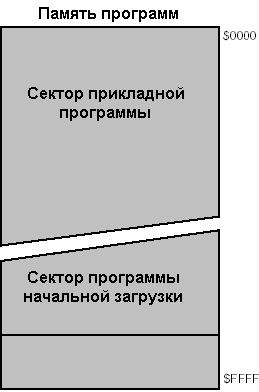 Память программ
$0000
Сектор прикладной
программы
Сектор программы
начальной загрузки
$FFFF